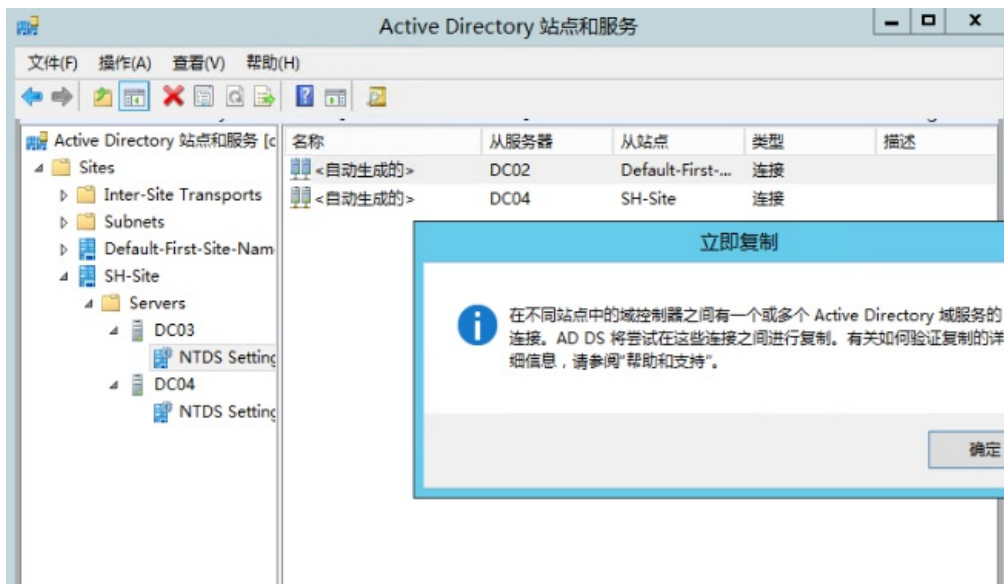 Active Directory 站点和服务
文件(F) 操作(A) 查看(V) 帮助(H)
Active Directory 站点和服务 [c
名称 从服务器 从站点 类型 描述
Sites
<自动生成的> DC02 Default-First-... 连接
Inter-Site Transports
<自动生成的> DC04 SH-Site 连接
Subnets
Default-First-Site-Nam
SH-Site
Servers
DC03
NTDS Setting
DC04
NTDS Setting
立即复制
在不同站点中的域控制器之间有一个或多个 Active Directory 域服务的
连接。AD DS 将尝试在这些连接之间进行复制。有关如何验证复制的详
细信息，请参阅“帮助和支持”。
确定